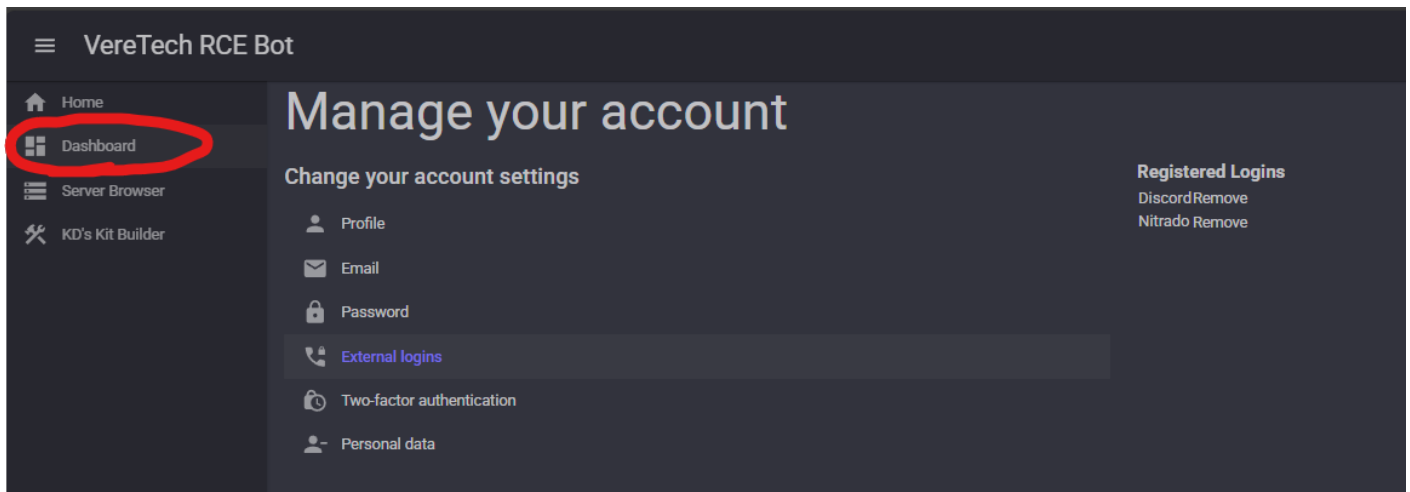 VereTech RCE Bot
Home
Dashboard
Server Browser
KD's Kit Builder
Manage your account
Change your account settings
Profile
Email
Password
External logins
Two-factor authentication
Personal data
Registered Logins
DiscordRemove
Nitrado Remove